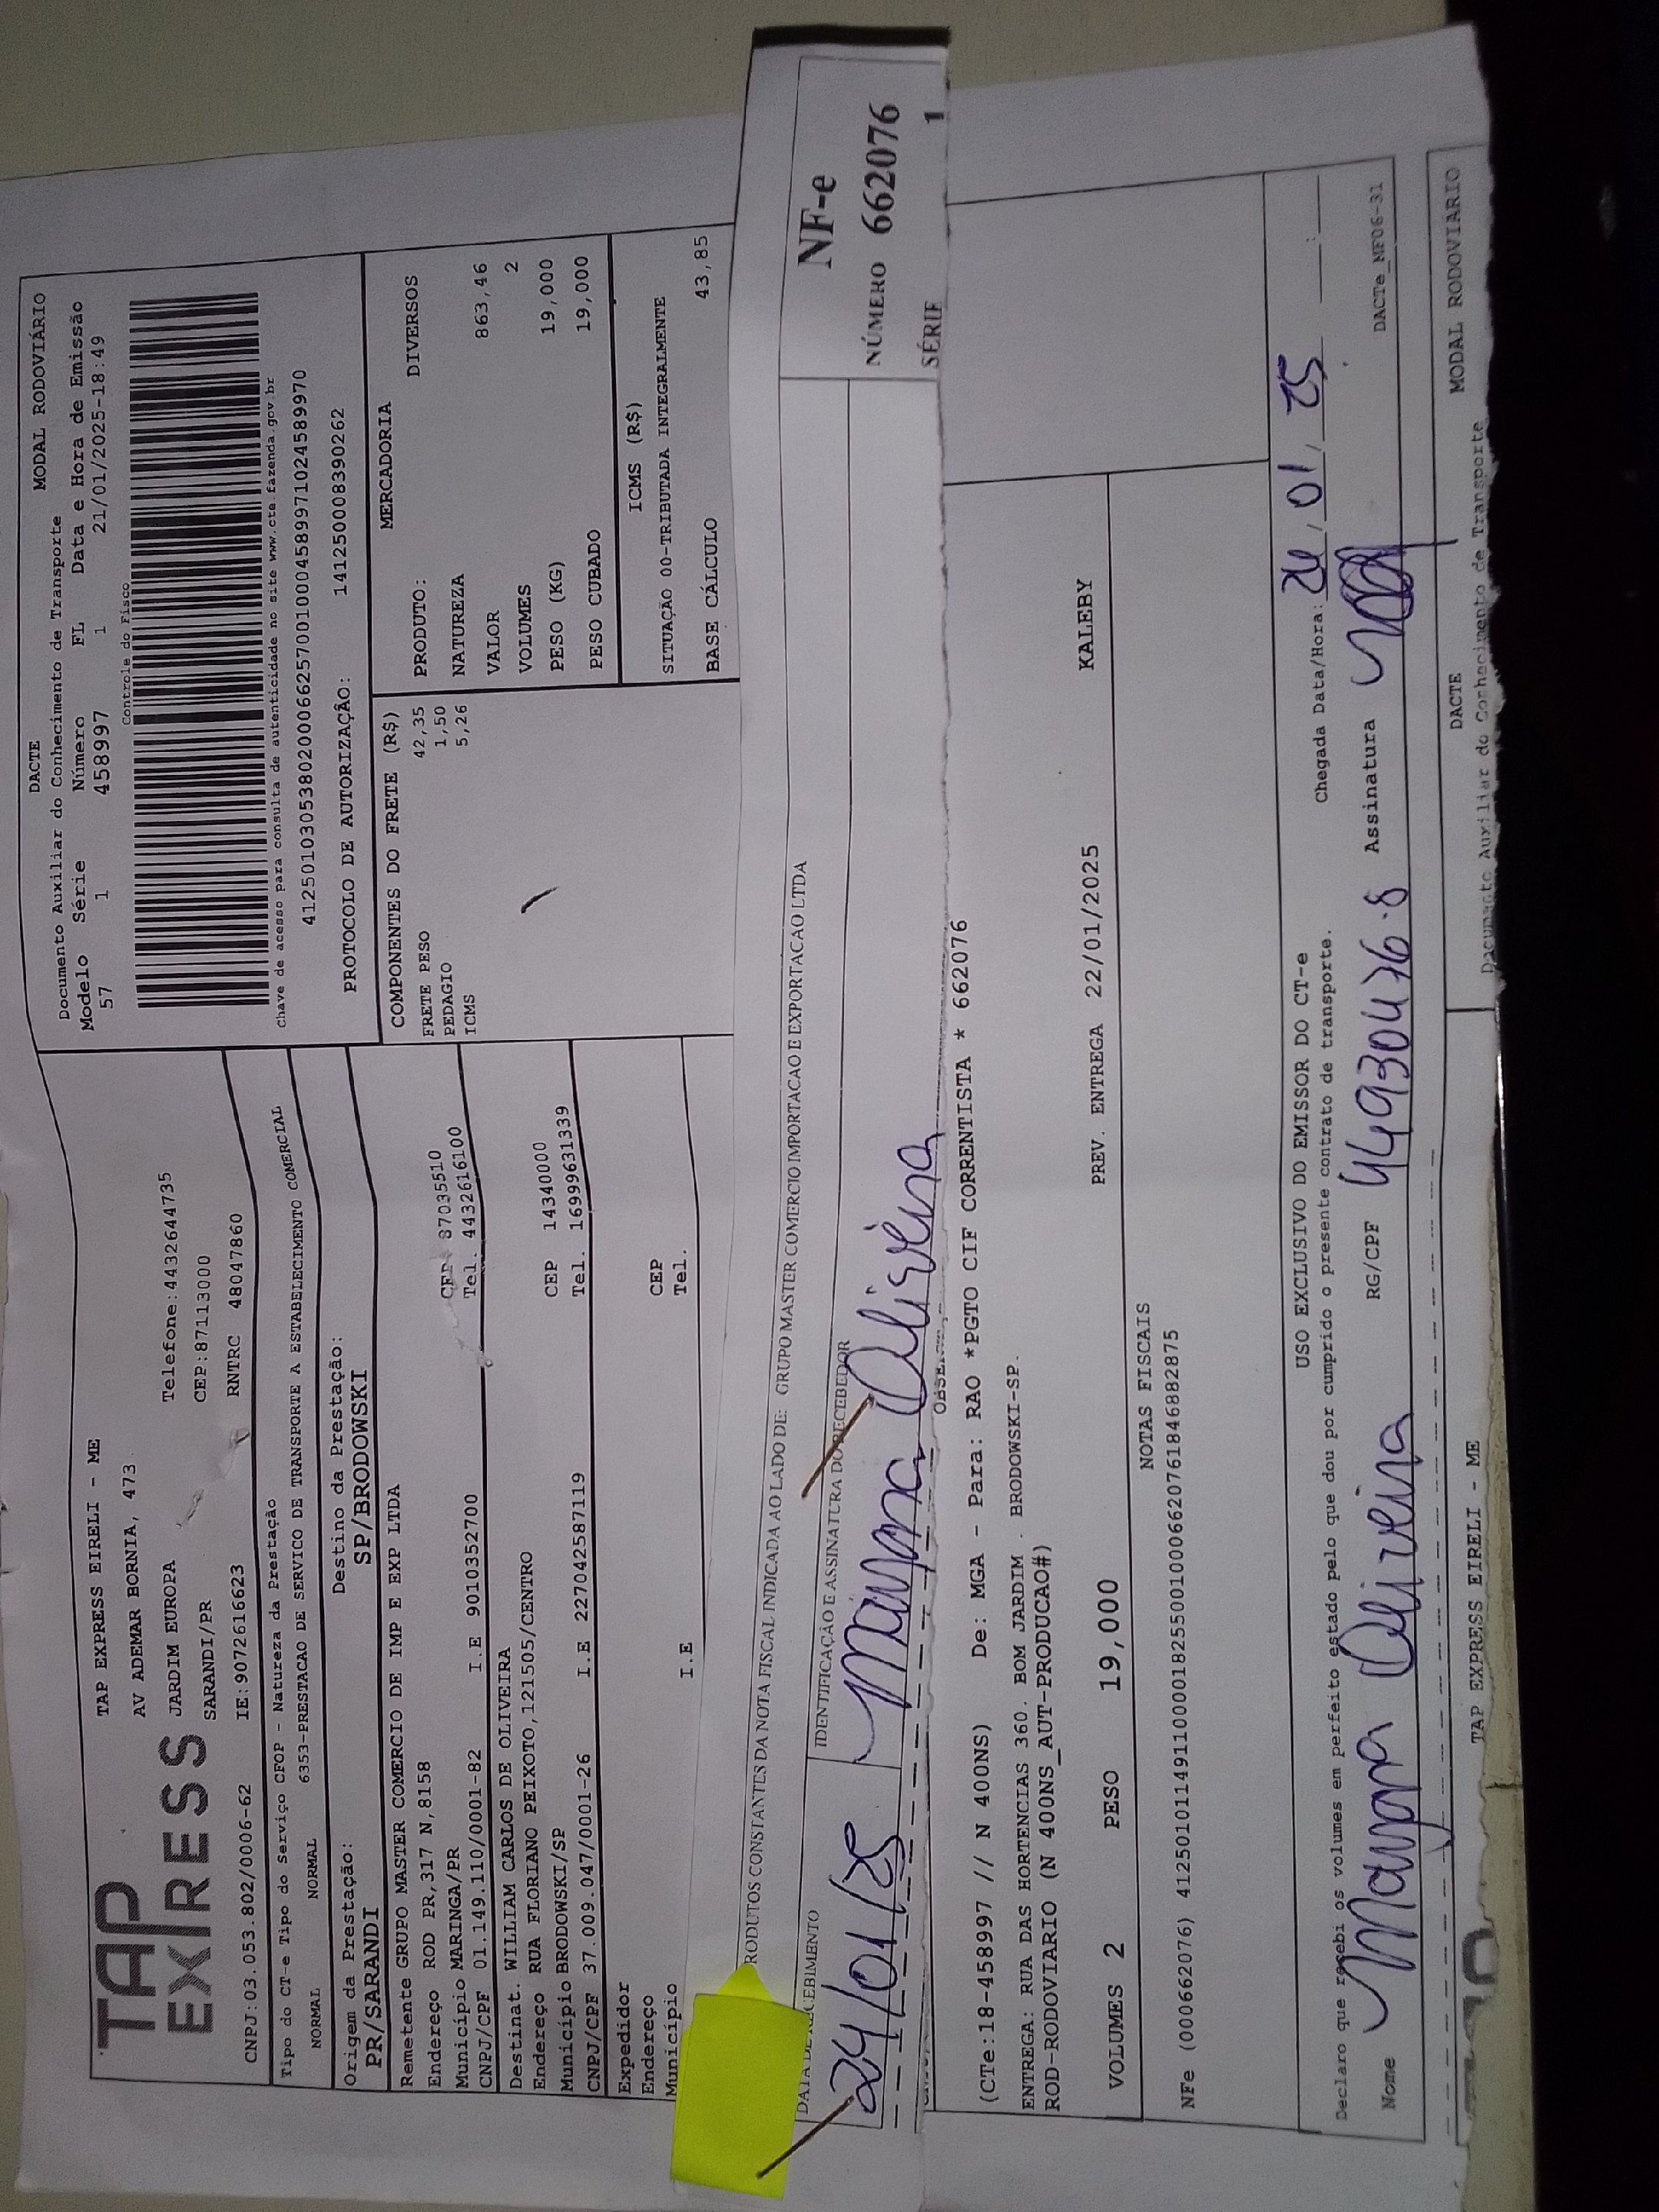 TAP
EXPRESS
TAP EXPRESS EIRELI - ME
AV ADEMAR BORNIA, 473
JARDIM EUROPA
Telefone:4432644735
SARANDI/PR
CEP:87113000
CNPJ:03.053.802/0006-62
IE:9072616623
RNTRC 48047860
DACTE
MODAL RODOVIÁRIO
Documento Auxiliar do Conhecimento de Transporte
Modelo Série Número FL Data e Hora de Emissão
57 1 458997 1 21/01/2025-18:49
Controle do Fisco
Chave de acesso para consulta de autenticidade no site www.cte.fazenda.gov.br
41250103053802000662570010004589971024589970
PROTOCOLO DE AUTORIZAÇÃO: 141250008390262
Tipo do CT-e Tipo do Serviço CFOP - Natureza da Prestação
NORMAL NORMAL 6353-PRESTACAO DE SERVICO DE TRANSPORTE A ESTABELECIMENTO COMERCIAL
Origem da Prestação: Destino da Prestação:
PR/SARANDI SP/BRODOWSKI
Remetente GRUPO MASTER COMERCIO DE IMP E EXP LTDA
Endereço ROD PR,317 N,8158
Município MARINGA/PR CEP 87035510
CNPJ/CPF 01.149.110/0001-82 I.E 9010352700 Tel. 4432616100
Destinat. WILLIAM CARLOS DE OLIVEIRA
Endereço RUA FLORIANO PEIXOTO,121505/CENTRO
Município BRODOWSKI/SP CEP 14340000
CNPJ/CPF 37.009.047/0001-26 I.E 227042587119 Tel. 16999631339
Expedidor
Endereço
Município CEP
I.E Tel.
COMPONENTES DO FRETE (R$)
FRETE PESO 42,35
PEDAGIO 1,50
ICMS 5,26
MERCADORIA
PRODUTO: DIVERSOS
NATUREZA
VALOR 863,46
VOLUMES 2
PESO (KG) 19,000
PESO CUBADO 19,000
ICMS (R$)
SITUAÇÃO 00-TRIBUTADA INTEGRALMENTE
BASE CÁLCULO 43,85
RODUTOS CONSTANTES DA NOTA FISCAL INDICADA AO LADO DE: GRUPO MASTER COMERCIO IMPORTACAO E EXPORTACAO LTDA
DATA DE RECEBIMENTO
IDENTIFICAÇÃO E ASSINATURA DO RECEBEDOR
24/01/25 Mayara Oliveira
NF-e
NÚMERO 662076
SÉRIE 1
(CTe:18-458997 // N 400NS) De: MGA - Para: RAO *PGTO CIF CORRENTISTA * 662076
ENTREGA: RUA DAS HORTENCIAS 360. BOM JARDIM . BRODOWSKI-SP.
ROD-RODOVIARIO (N 400NS_AUT-PRODUCAO#)
VOLUMES 2 PESO 19,000 PREV. ENTREGA 22/01/2025 KALEBY
NOTAS FISCAIS
NFe (000662076) 41250101149110000182550010006620761846882875
USO EXCLUSIVO DO EMISSOR DO CT-e
Declaro que recebi os volumes em perfeito estado pelo que dou por cumprido o presente contrato de transporte.
Chegada Data/Hora: 24/01/25
Nome Mayara Oliveira RG/CPF 44930476.8 Assinatura
DACTe_MF06-31
TAP EXPRESS EIRELI - ME
DACTE
MODAL RODOVIARIO
Documento Auxiliar do Conhecimento de Transporte